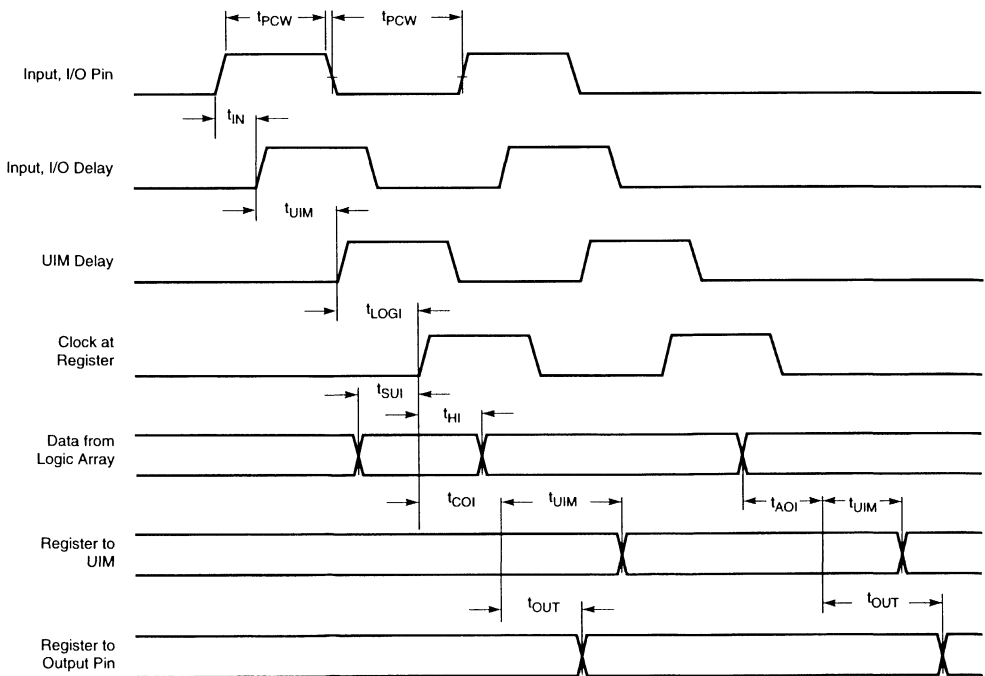 tPCW
tPCW
Input, I/O Pin
tIN
Input, I/O Delay
tUIM
UIM Delay
tLOGI
Clock at
Register
tSUI
tHI
Data from
Logic Array
tCOI
tUIM
tAOI
tUIM
Register to
UIM
tOUT
tOUT
Register to
Output Pin